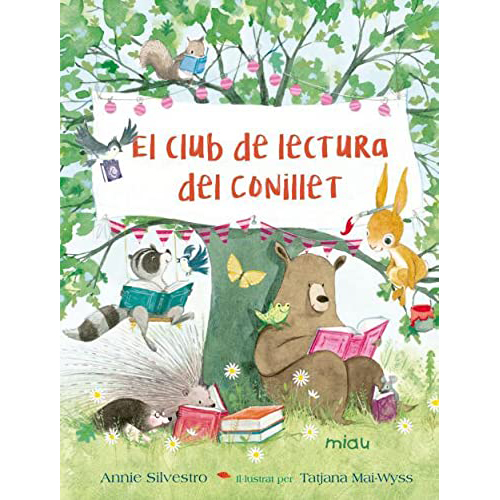 El club de lectura
del conillet
miau
Annie Silvestro
Il·lustrat per
Tatjana Mai-Wyss